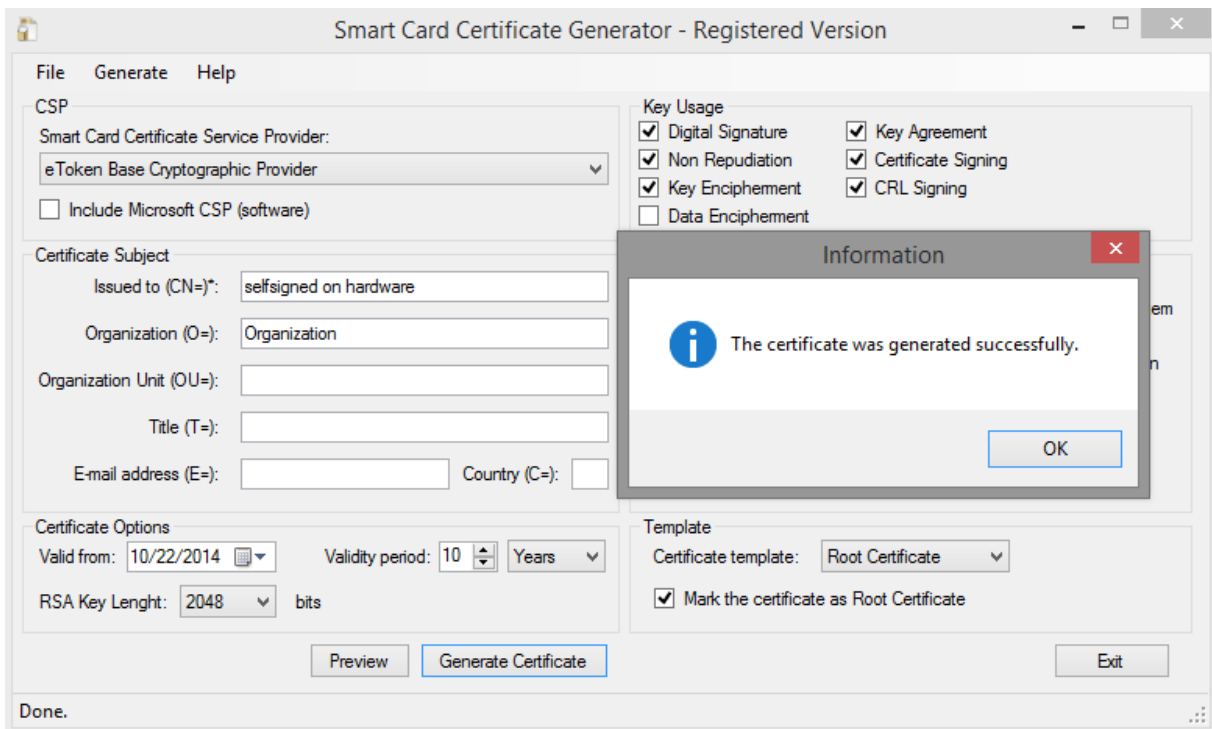 Smart Card Certificate Generator - Registered Version
File Generate Help
CSP
Smart Card Certificate Service Provider:
eToken Base Cryptographic Provider
Include Microsoft CSP (software)
Key Usage
Digital Signature
Key Agreement
Non Repudiation
Certificate Signing
Key Encipherment
CRL Signing
Data Encipherment
Certificate Subject
Issued to (CN=)*: selfsigned on hardware
Organization (O=): Organization
Organization Unit (OU=):
Title (T=):
E-mail address (E=): Country (C=):
Information
The certificate was generated successfully.
OK
em
n
Certificate Options
Valid from: 10/22/2014 Validity period: 10 Years
RSA Key Lenght: 2048 bits
Template
Certificate template: Root Certificate
Mark the certificate as Root Certificate
Preview Generate Certificate Exit
Done.